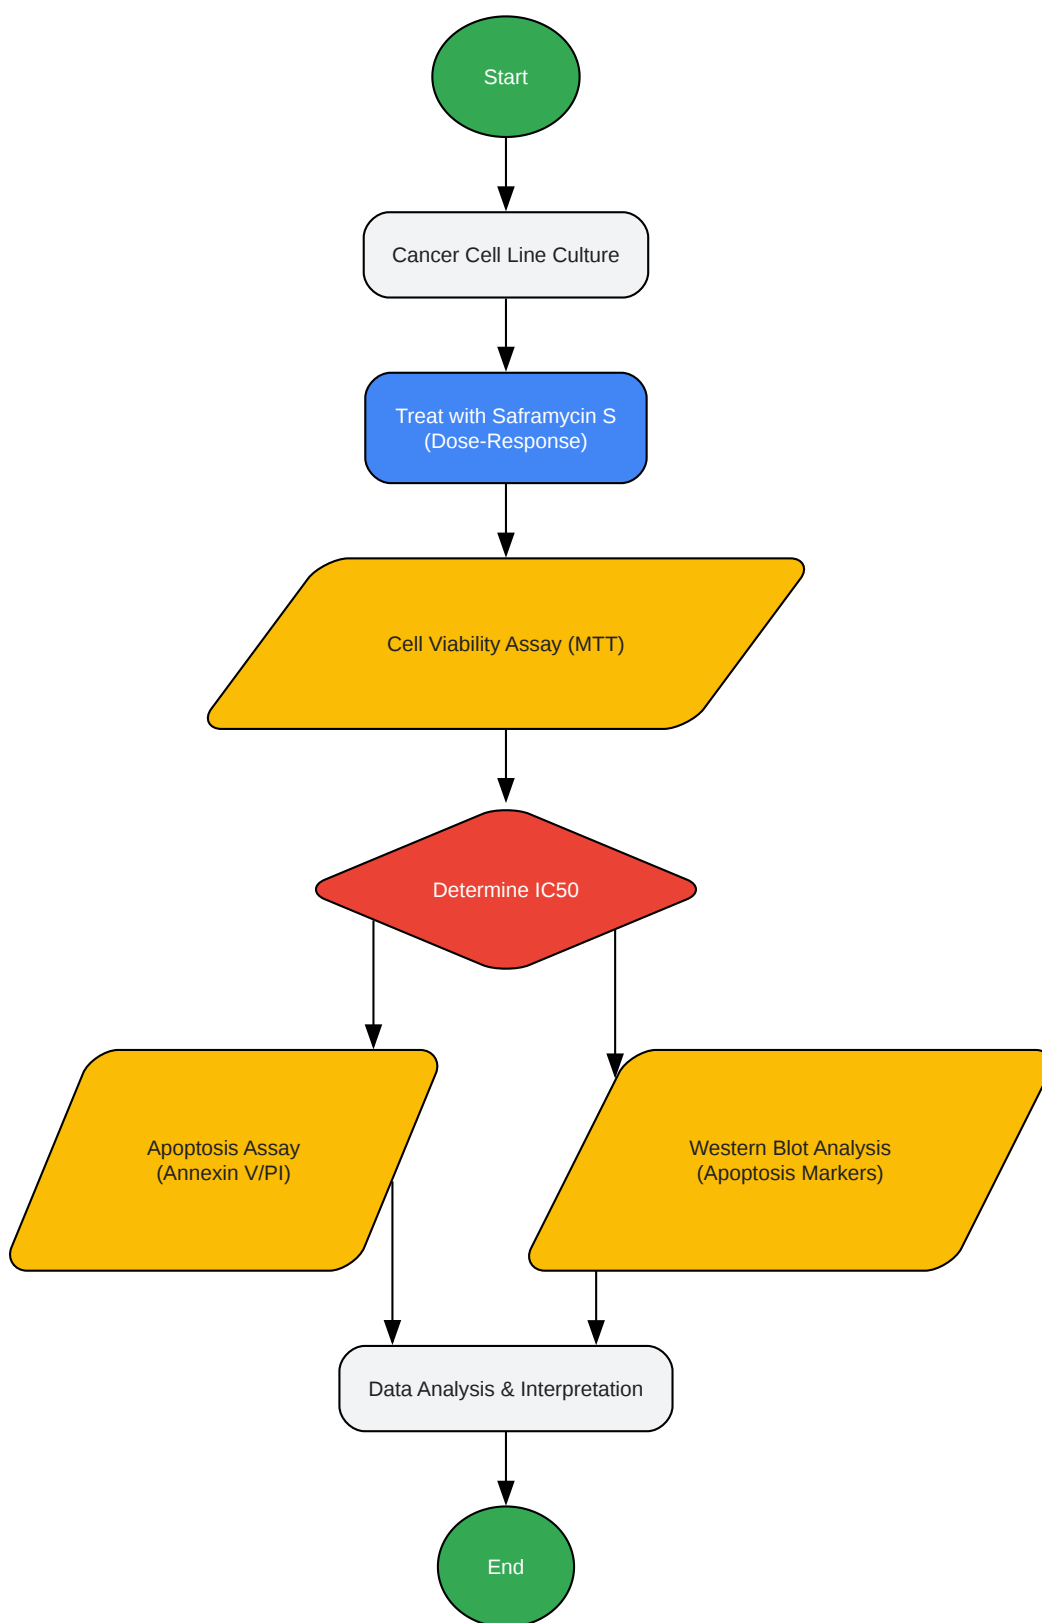 Start
Cancer Cell Line Culture
Treat with Saframycin S
(Dose-Response)
Cell Viability Assay (MTT)
Determine IC50
Apoptosis Assay
(Annexin V/PI)
Western Blot Analysis
(Apoptosis Markers)
Data Analysis & Interpretation
End